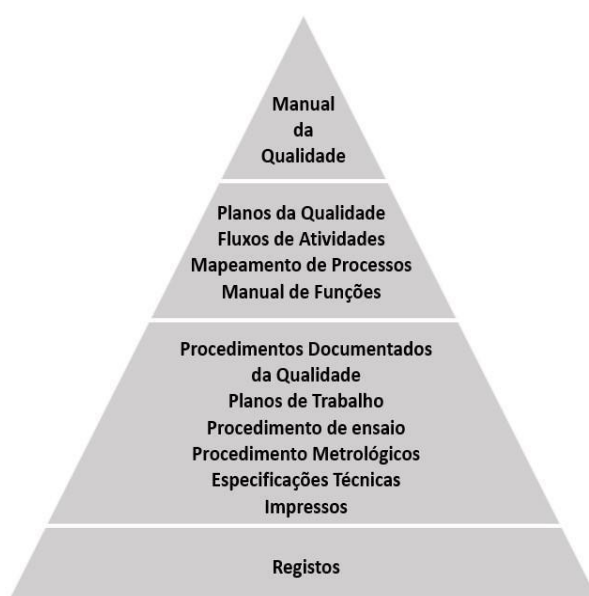 Manual
da
Qualidade
Planos da Qualidade
Fluxos de Atividades
Mapeamento de Processos
Manual de Funções
Procedimentos Documentados
da Qualidade
Planos de Trabalho
Procedimento de ensaio
Procedimento Metrológicos
Especificações Técnicas
Impressos
Registos